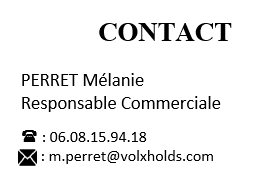 CONTACT
PERRET Mélanie
Responsable Commerciale
☎ : 06.08.15.94.18
✉ : m.perret@volxholds.com